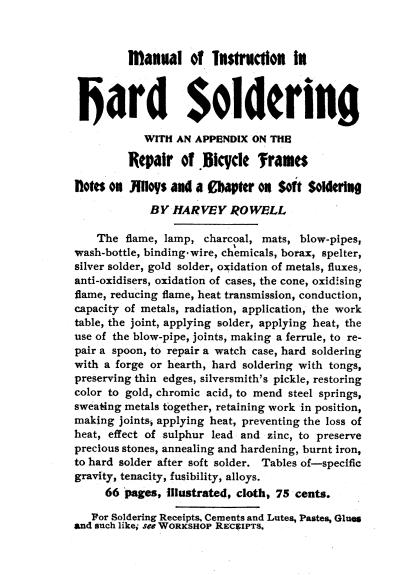 Manual of Instruction in
Hard Soldering
WITH AN APPENDIX ON THE
Repair of Bicycle Frames
Notes on Alloys and a Chapter on Soft Soldering
BY HARVEY ROWELL
The flame, lamp, charcoal, mats, blow-pipes,
wash-bottle, binding-wire, chemicals, borax, spelter,
silver solder, gold solder, oxidation of metals, fluxes,
anti-oxidisers, oxidation of cases, the cone, oxidising
flame, reducing flame, heat transmission, conduction,
capacity of metals, radiation, application, the work
table, the joint, applying solder, applying heat, the
use of the blow-pipe, joints, making a ferrule, to re-
pair a spoon, to repair a watch case, hard soldering
with a forge or hearth, hard soldering with tongs,
preserving thin edges, silversmith's pickle, restoring
color to gold, chromic acid, to mend steel springs,
sweating metals together, retaining work in position,
making joints, applying heat, preventing the loss of
heat, effect of sulphur lead and zinc, to preserve
precious stones, annealing and hardening, burnt iron,
to hard solder after soft solder. Tables of—specific
gravity, tenacity, fusibility, alloys.
66 pages, illustrated, cloth, 75 cents.
For Soldering Receipts, Cements and Lutes, Pastes, Glues
and such like; see WORKSHOP RECEIPTS.